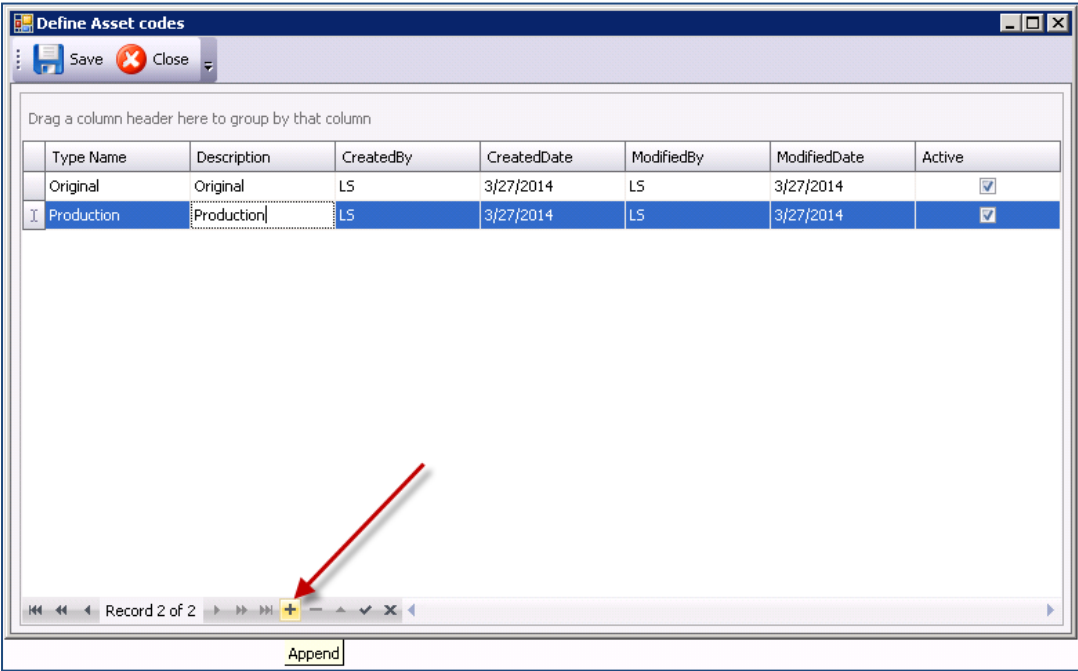 Define Asset codes
Save Close
Drag a column header here to group by that column
Type Name Description CreatedBy CreatedDate ModifiedBy ModifiedDate Active
Original Original LS 3/27/2014 LS 3/27/2014
Production Production LS 3/27/2014 LS 3/27/2014
Record 2 of 2
Append